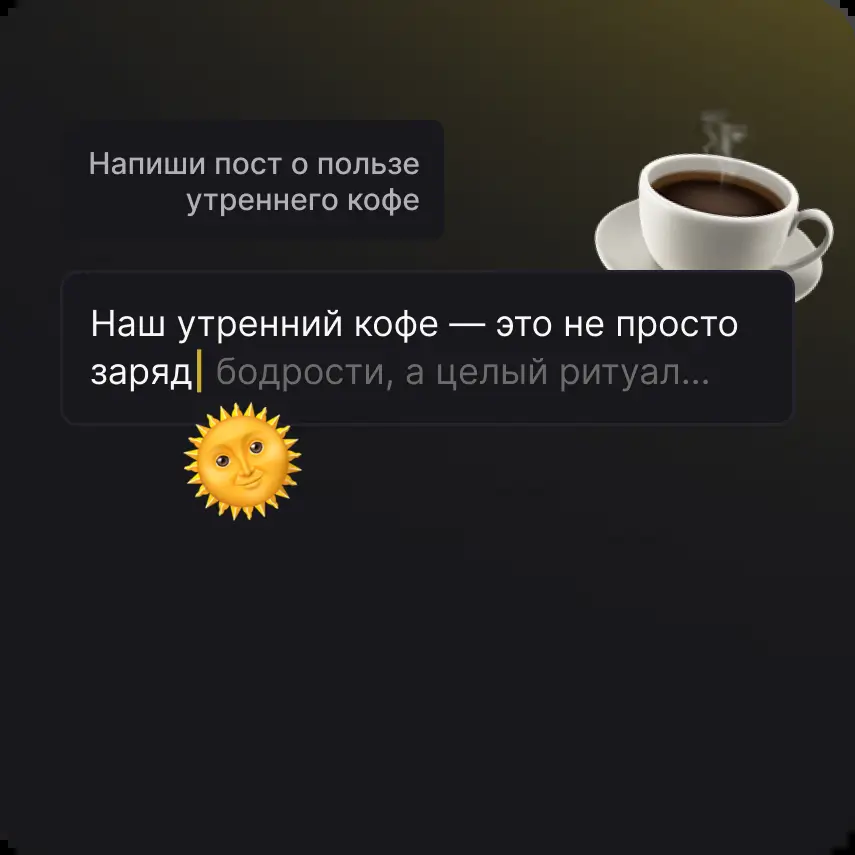 Напиши пост о пользе
утреннего кофе
Наш утренний кофе — это не просто
заряд бодрости, а целый ритуал...